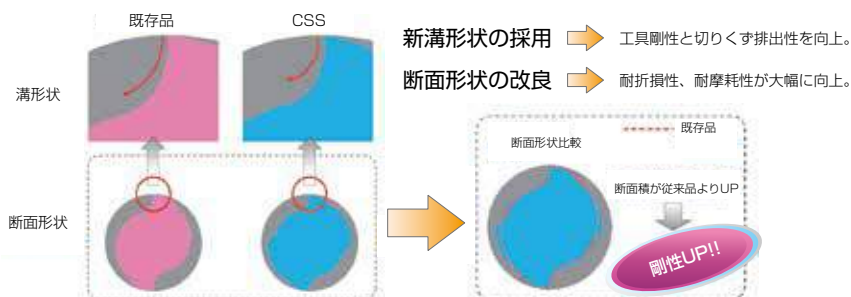 既存品
CSS
新溝形状の採用
工具剛性と切りくず排出性を向上。
断面形状の改良
耐折損性、耐摩耗性が大幅に向上。
溝形状
断面形状
既存品
断面形状比較
断面積が従来品よりUP
剛性UP!!